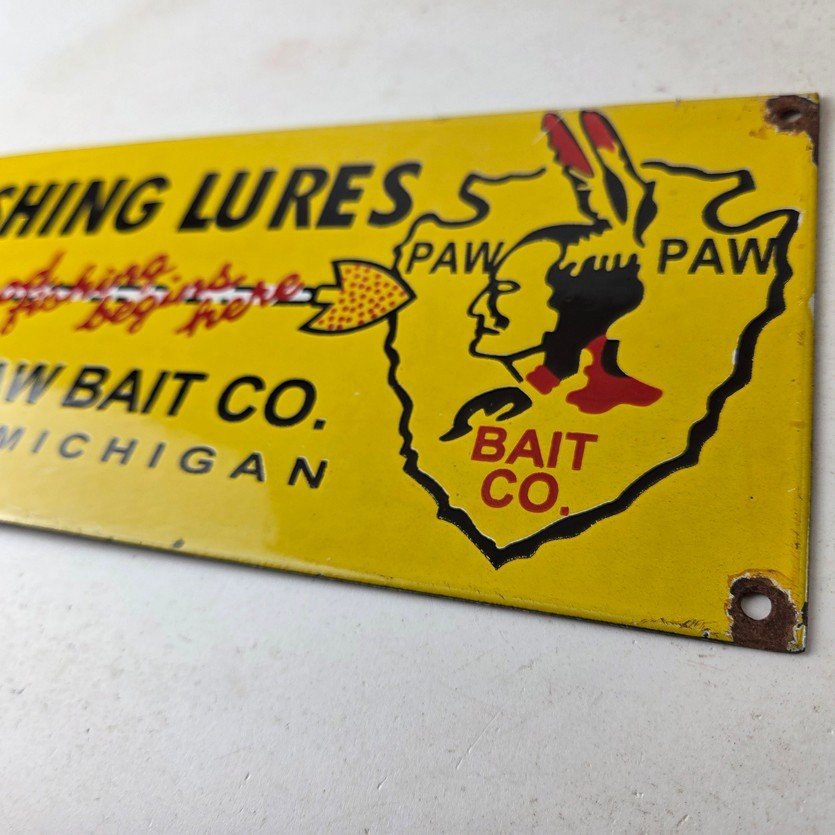 SHING LURES
fishing
begins
here
AW BAIT CO.
MICHIGAN
PAW PAW
BAIT
CO.